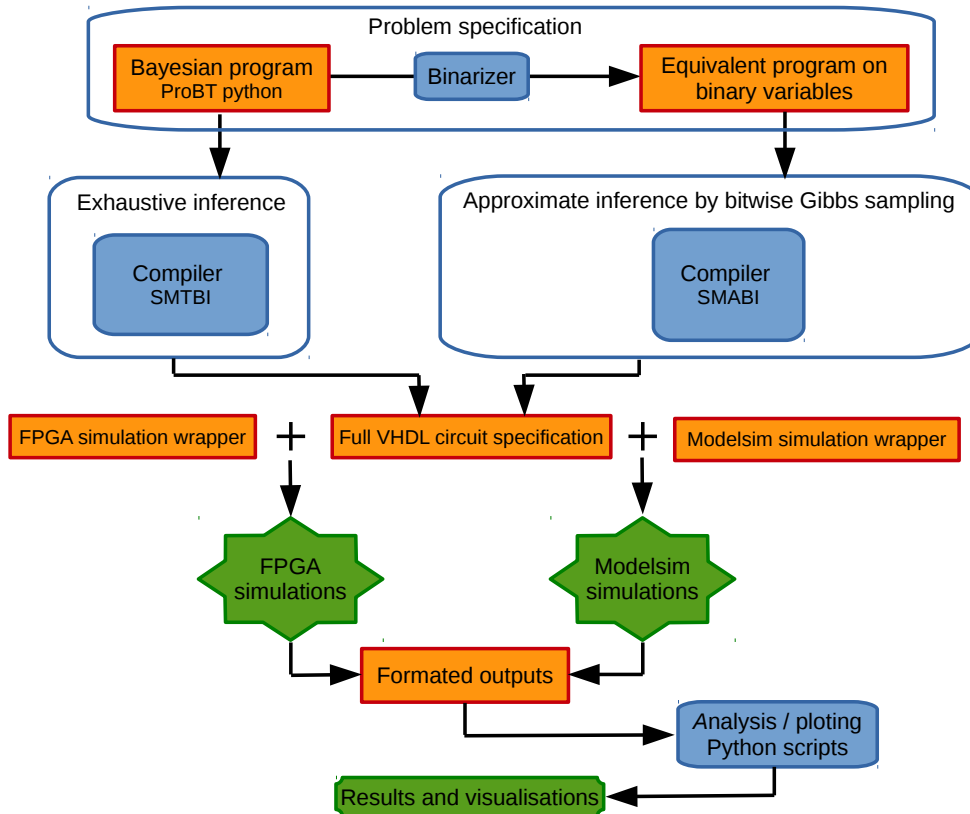 Problem specification
Bayesian program
ProBT python
Binarizer
Equivalent program on
binary variables
Exhaustive inference
Compiler
SMTBI
Approximate inference by bitwise Gibbs sampling
Compiler
SMABI
FPGA simulation wrapper
+
Full VHDL circuit specification
+
Modelsim simulation wrapper
FPGA
simulations
Modelsim
simulations
Formated outputs
Analysis / ploting
Python scripts
Results and visualisations